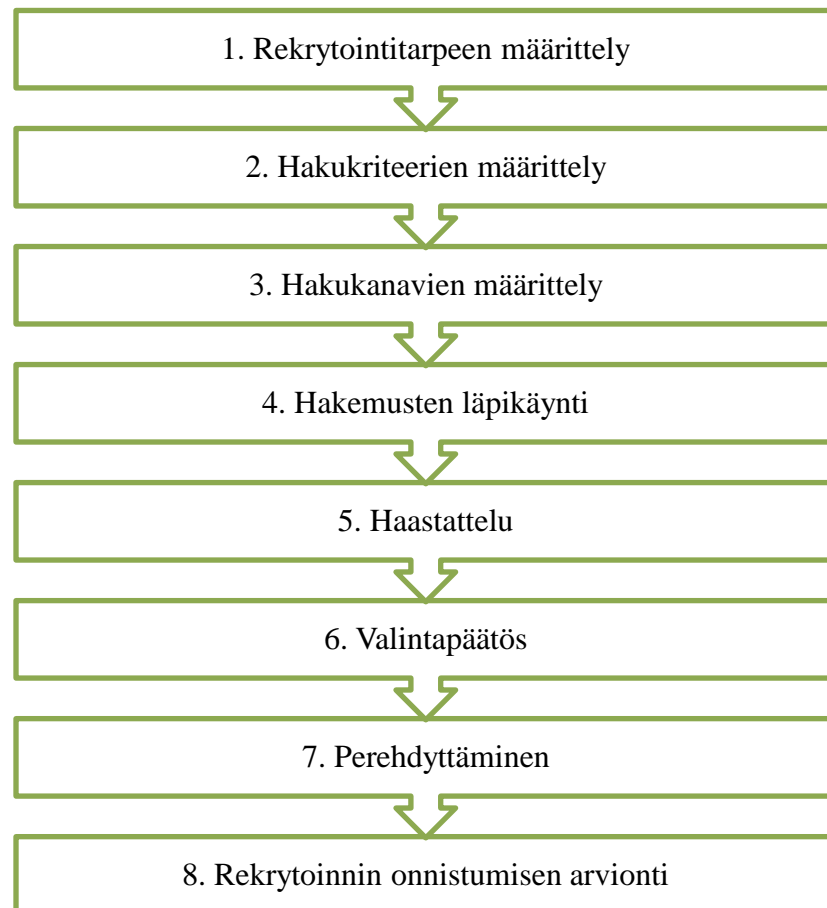 1. Rekrytointitarpeen määrittely
2. Hakukriteerien määrittely
3. Hakukanavien määrittely
4. Hakemusten läpikäynti
5. Haastattelu
6. Valintapäätös
7. Perehdyttäminen
8. Rekrytoinnin onnistumisen arvionti